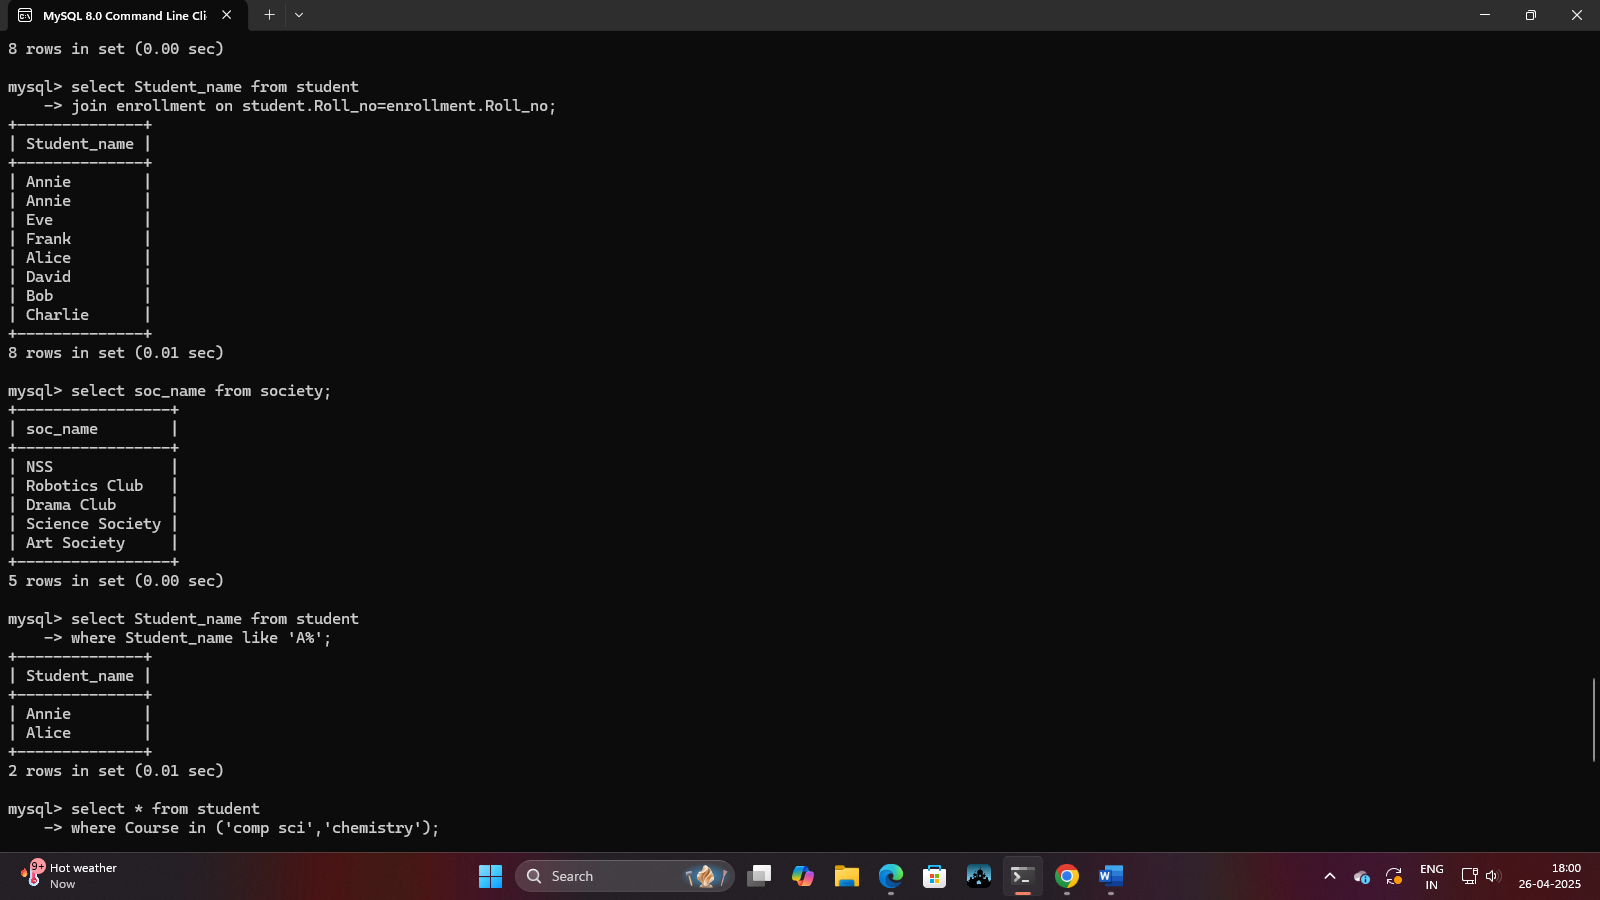 MySQL 8.0 Command Line Cli
8 rows in set (0.00 sec)
mysql> select Student_name from student
    -> join enrollment on student.Roll_no=enrollment.Roll_no;
+--------------+
| Student_name |
+--------------+
| Annie        |
| Annie        |
| Eve          |
| Frank        |
| Alice        |
| David        |
| Bob          |
| Charlie      |
+--------------+
8 rows in set (0.01 sec)
mysql> select soc_name from society;
+-----------------+
| soc_name        |
+-----------------+
| NSS             |
| Robotics Club   |
| Drama Club      |
| Science Society |
| Art Society     |
+-----------------+
5 rows in set (0.00 sec)
mysql> select Student_name from student
    -> where Student_name like 'A%';
+--------------+
| Student_name |
+--------------+
| Annie        |
| Alice        |
+--------------+
2 rows in set (0.01 sec)
mysql> select * from student
    -> where Course in ('comp sci','chemistry');
9+
Hot weather
Now
Search
ENG
IN
18:00
26-04-2025